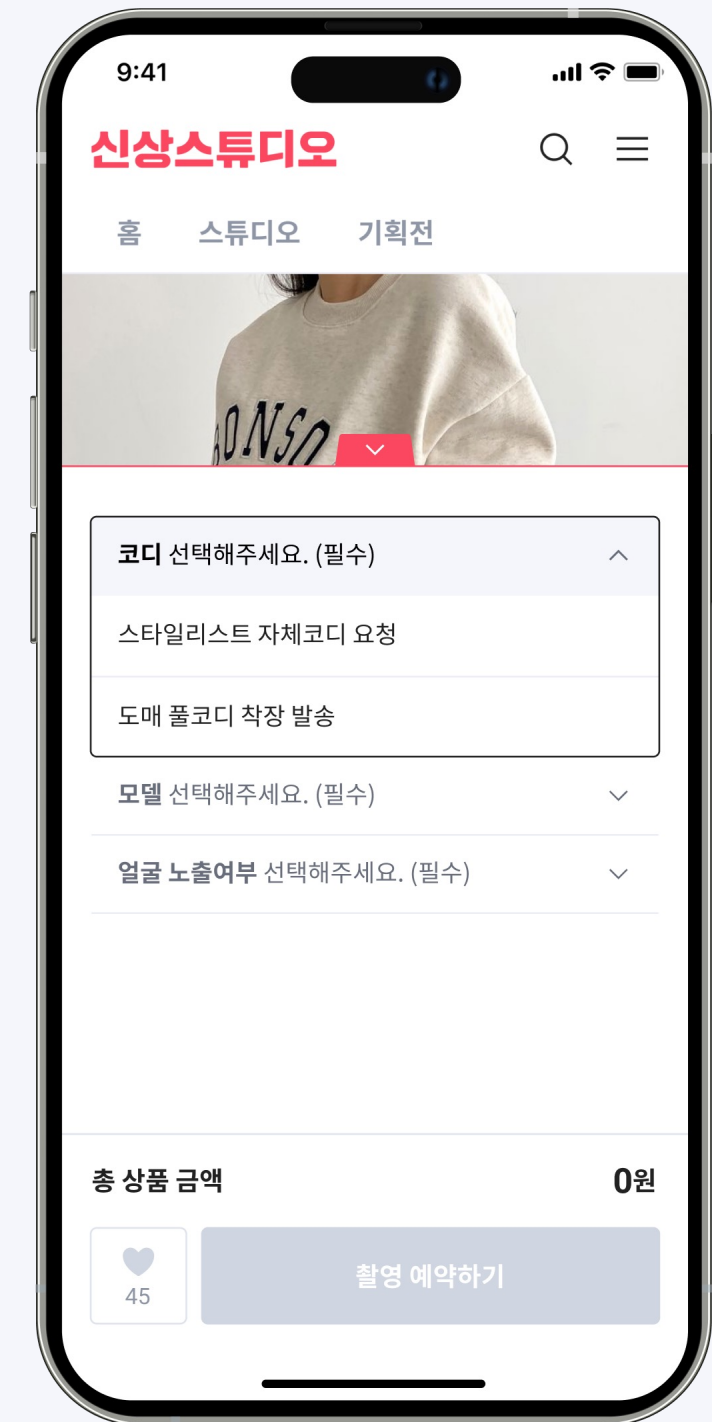 9:41
신상스튜디오
홈 스튜디오 기획전
코디 선택해주세요. (필수)
스타일리스트 자체코디 요청
도매 풀코디 착장 발송
모델 선택해주세요. (필수)
얼굴 노출여부 선택해주세요. (필수)
총 상품 금액 0원
45 촬영 예약하기